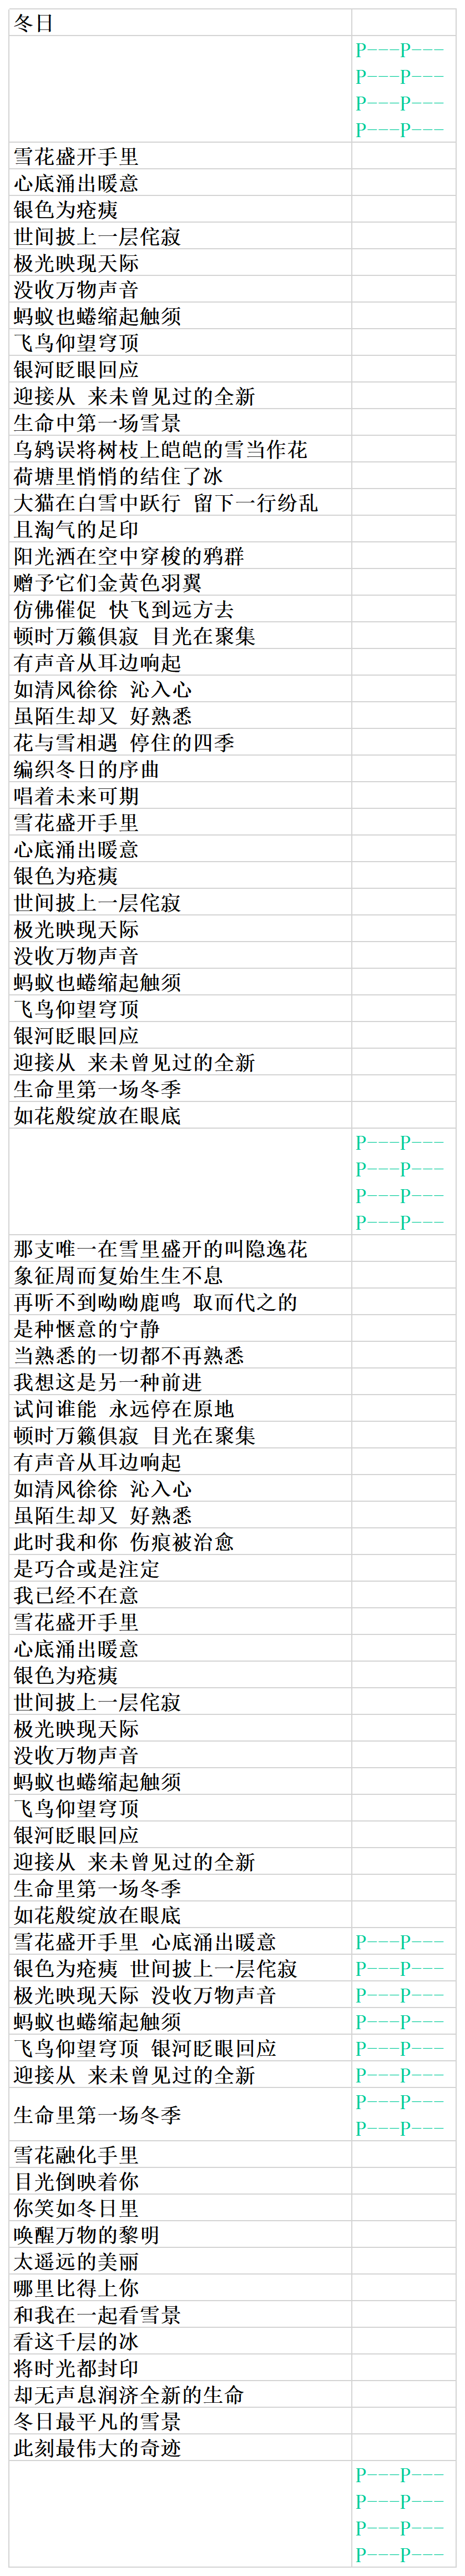 冬日
P---P---
P---P---
P---P---
P---P---
雪花盛开手里
心底涌出暖意
银色为疮痍
世间披上一层侘寂
极光映现天际
没收万物声音
蚂蚁也蜷缩起触须
飞鸟仰望穹顶
银河眨眼回应
迎接从 来未曾见过的全新
生命中第一场雪景
乌鸫误将树枝上皑皑的雪当作花
荷塘里悄悄的结住了冰
大猫在白雪中跃行 留下一行纷乱
且淘气的足印
阳光洒在空中穿梭的鸦群
赠予它们金黄色羽翼
仿佛催促 快飞到远方去
顿时万籁俱寂 目光在聚集
有声音从耳边响起
如清风徐徐 沁入心
虽陌生却又 好熟悉
花与雪相遇 停住的四季
编织冬日的序曲
唱着未来可期
雪花盛开手里
心底涌出暖意
银色为疮痍
世间披上一层侘寂
极光映现天际
没收万物声音
蚂蚁也蜷缩起触须
飞鸟仰望穹顶
银河眨眼回应
迎接从 来未曾见过的全新
生命里第一场冬季
如花般绽放在眼底
P---P---
P---P---
P---P---
P---P---
那支唯一在雪里盛开的叫隐逸花
象征周而复始生生不息
再听不到呦呦鹿鸣 取而代之的
是种惬意的宁静
当熟悉的一切都不再熟悉
我想这是另一种前进
试问谁能 永远停在原地
顿时万籁俱寂 目光在聚集
有声音从耳边响起
如清风徐徐 沁入心
虽陌生却又 好熟悉
此时我和你 伤痕被治愈
是巧合或是注定
我已经不在意
雪花盛开手里
心底涌出暖意
银色为疮痍
世间披上一层侘寂
极光映现天际
没收万物声音
蚂蚁也蜷缩起触须
飞鸟仰望穹顶
银河眨眼回应
迎接从 来未曾见过的全新
生命里第一场冬季
如花般绽放在眼底
雪花盛开手里 心底涌出暖意 P---P---
银色为疮痍 世间披上一层侘寂 P---P---
极光映现天际 没收万物声音 P---P---
蚂蚁也蜷缩起触须 P---P---
飞鸟仰望穹顶 银河眨眼回应 P---P---
迎接从 来未曾见过的全新 P---P---
生命里第一场冬季 P---P---
P---P---
雪花融化手里
目光倒映着你
你笑如冬日里
唤醒万物的黎明
太遥远的美丽
哪里比得上你
和我在一起看雪景
看这千层的冰
将时光都封印
却无声息润济全新的生命
冬日最平凡的雪景
此刻最伟大的奇迹
P---P---
P---P---
P---P---
P---P---